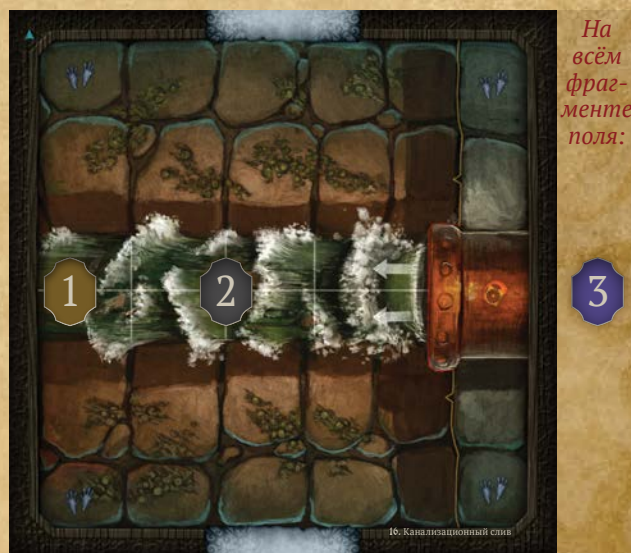 На
всём
фраг-
менте
поля:
1
2
3
16. Канализационный слив